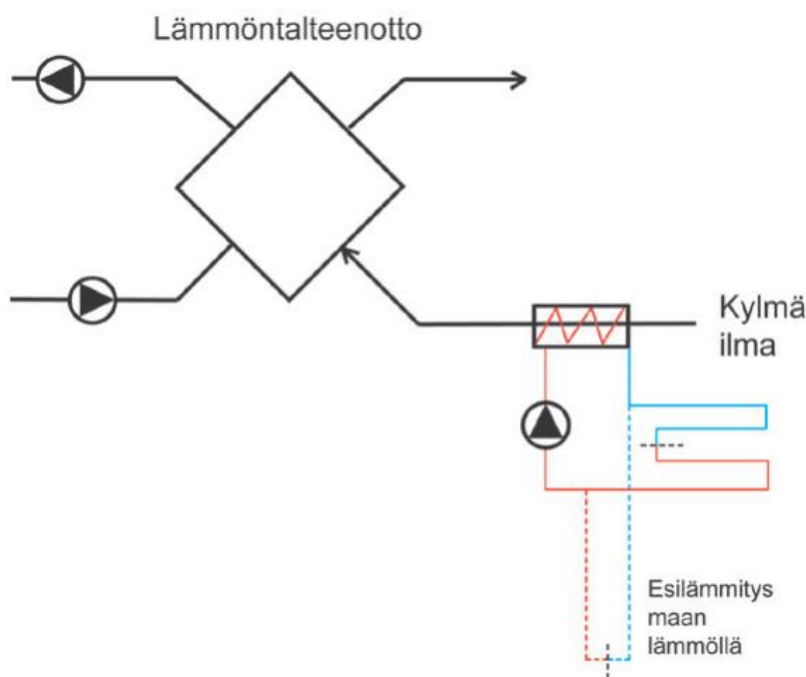 Lämmöntalteenotto
Kylmä
ilma
Esilämmitys
maan
lämmöllä